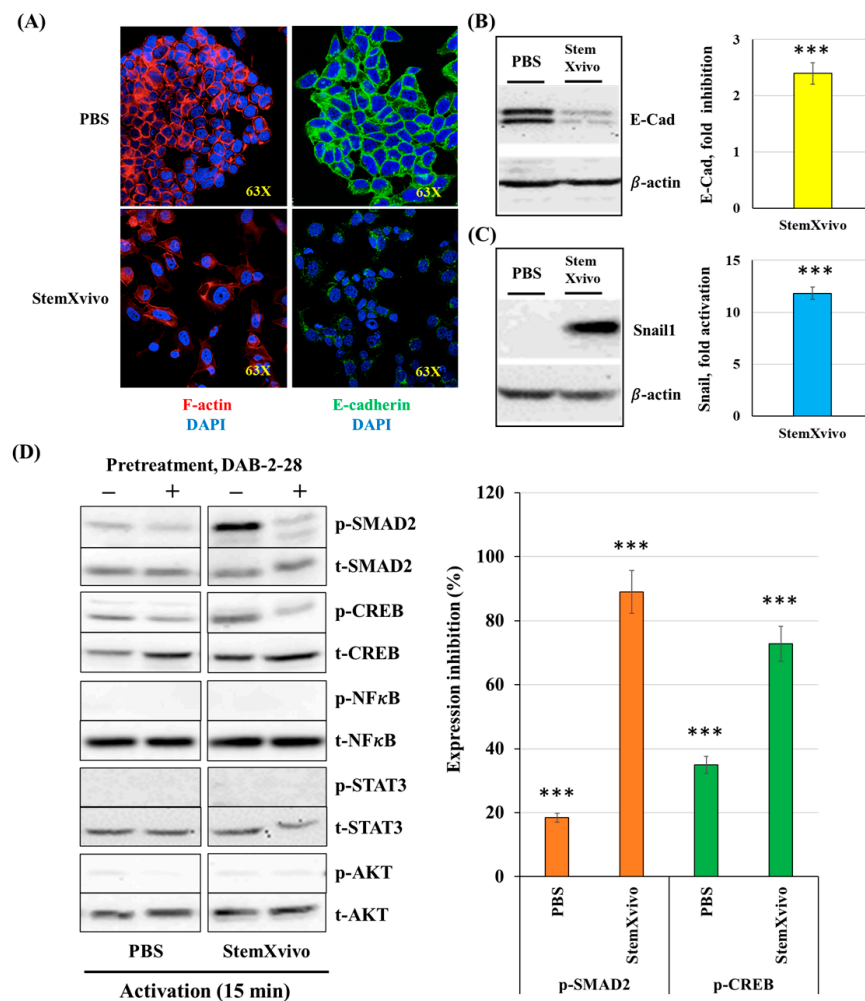 (A)
PBS
63X
63X
StemXvivo
63X
63X
F-actin
DAPI
E-cadherin
DAPI
(B)
PBS
Stem
Xvivo
E-Cad
β-actin
E-Cad, fold inhibition
3
2
1
0
***
StemXvivo
(C)
PBS
Stem
Xvivo
Snail1
β-actin
Snail, fold activation
15
10
5
0
***
StemXvivo
(D)
Pretreatment, DAB-2-28
– + – +
p-SMAD2
t-SMAD2
p-CREB
t-CREB
p-NFκB
t-NFκB
p-STAT3
t-STAT3
p-AKT
t-AKT
PBS StemXvivo
Activation (15 min)
Expression inhibition (%)
120
100
80
60
40
20
0
***
***
***
***
PBS
StemXvivo
PBS
StemXvivo
p-SMAD2 p-CREB